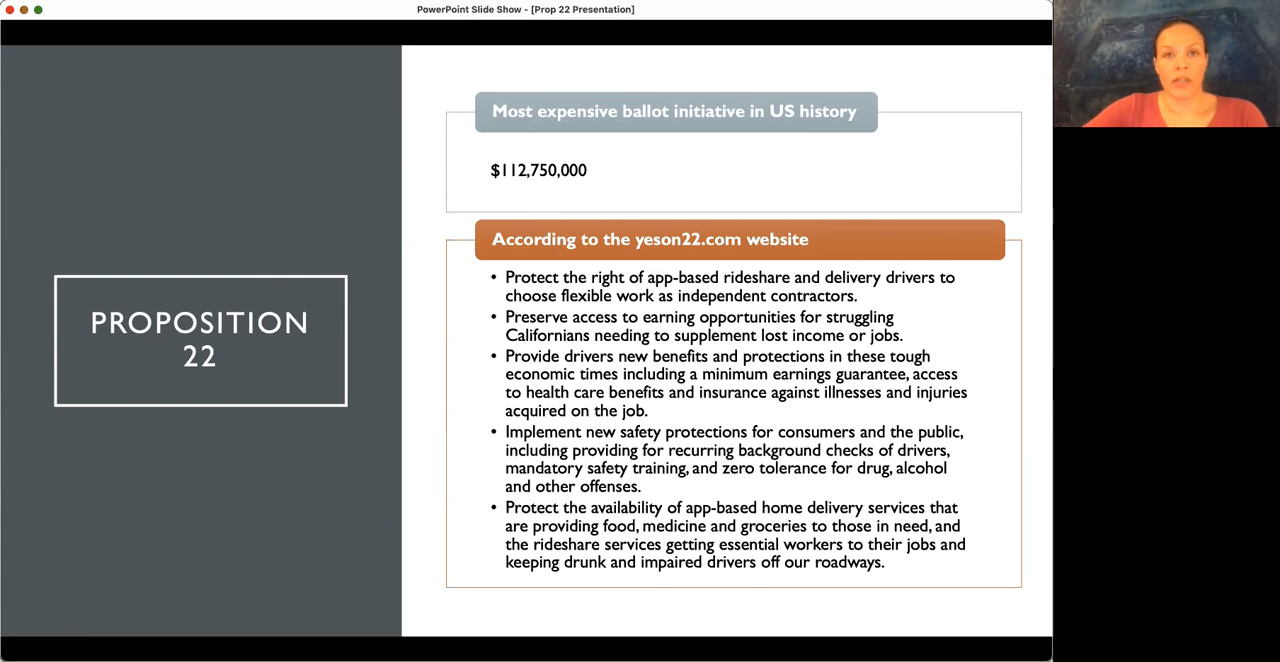 PowerPoint Slide Show - [Prop 22 Presentation]
PROPOSITION
22
Most expensive ballot initiative in US history
$112,750,000
According to the yeson22.com website
• Protect the right of app-based rideshare and delivery drivers to
choose flexible work as independent contractors.
• Preserve access to earning opportunities for struggling
Californians needing to supplement lost income or jobs.
• Provide drivers new benefits and protections in these tough
economic times including a minimum earnings guarantee, access
to health care benefits and insurance against illnesses and injuries
acquired on the job.
• Implement new safety protections for consumers and the public,
including providing for recurring background checks of drivers,
mandatory safety training, and zero tolerance for drug, alcohol
and other offenses.
• Protect the availability of app-based home delivery services that
are providing food, medicine and groceries to those in need, and
the rideshare services getting essential workers to their jobs and
keeping drunk and impaired drivers off our roadways.